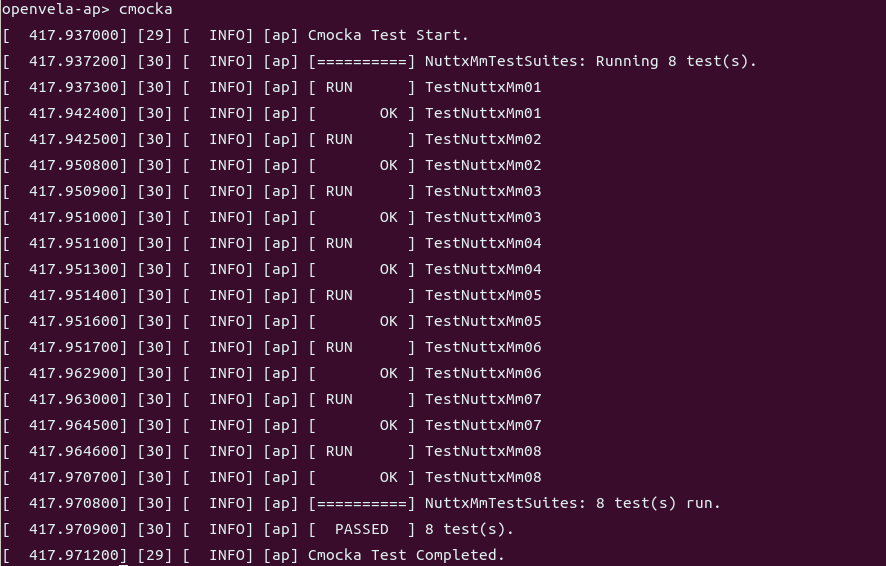 openvela-ap> cmocka
[  417.937000] [29] [  INFO] [ap] Cmocka Test Start.
[  417.937200] [30] [  INFO] [ap] [==========] NuttxMmTestSuites: Running 8 test(s).
[  417.937300] [30] [  INFO] [ap] [ RUN      ] TestNuttxMm01
[  417.942400] [30] [  INFO] [ap] [       OK ] TestNuttxMm01
[  417.942500] [30] [  INFO] [ap] [ RUN      ] TestNuttxMm02
[  417.950800] [30] [  INFO] [ap] [       OK ] TestNuttxMm02
[  417.950900] [30] [  INFO] [ap] [ RUN      ] TestNuttxMm03
[  417.951000] [30] [  INFO] [ap] [       OK ] TestNuttxMm03
[  417.951100] [30] [  INFO] [ap] [ RUN      ] TestNuttxMm04
[  417.951300] [30] [  INFO] [ap] [       OK ] TestNuttxMm04
[  417.951400] [30] [  INFO] [ap] [ RUN      ] TestNuttxMm05
[  417.951600] [30] [  INFO] [ap] [       OK ] TestNuttxMm05
[  417.951700] [30] [  INFO] [ap] [ RUN      ] TestNuttxMm06
[  417.962900] [30] [  INFO] [ap] [       OK ] TestNuttxMm06
[  417.963000] [30] [  INFO] [ap] [ RUN      ] TestNuttxMm07
[  417.964500] [30] [  INFO] [ap] [       OK ] TestNuttxMm07
[  417.964600] [30] [  INFO] [ap] [ RUN      ] TestNuttxMm08
[  417.970700] [30] [  INFO] [ap] [       OK ] TestNuttxMm08
[  417.970800] [30] [  INFO] [ap] [==========] NuttxMmTestSuites: 8 test(s) run.
[  417.970900] [30] [  INFO] [ap] [  PASSED  ] 8 test(s).
[  417.971200] [29] [  INFO] [ap] Cmocka Test Completed.